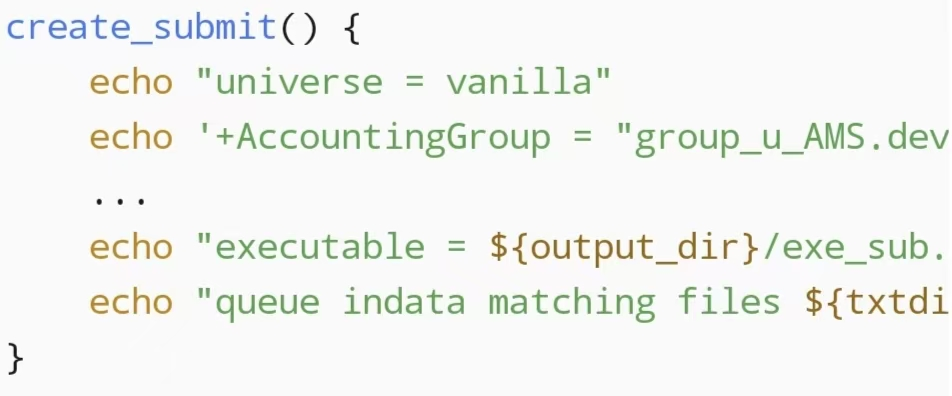 create_submit() {
    echo "universe = vanilla"
    echo '+AccountingGroup = "group_u_AMS.dev
    ...
    echo "executable = ${output_dir}/exe_sub.
    echo "queue indata matching files ${txtdi
}